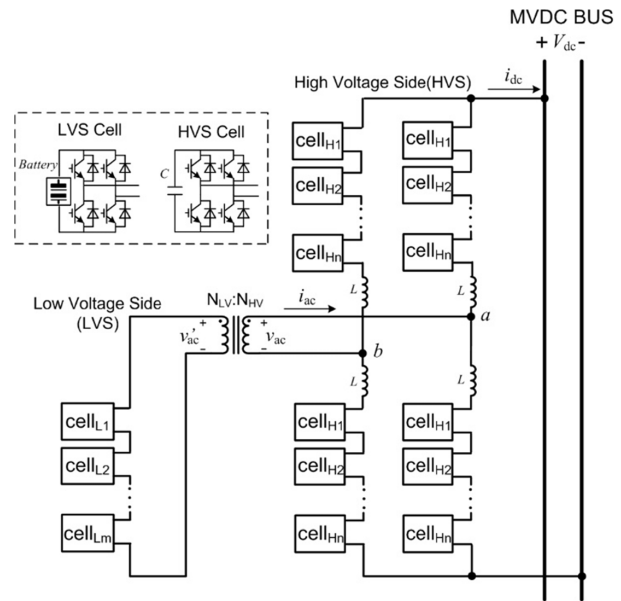 MVDC BUS
+ Vdc -
idc
High Voltage Side(HVS)
LVS Cell
HVS Cell
Battery
C
cellH1
cellH1
cellH2
cellH2
cellHn
cellHn
L
L
Low Voltage Side
(LVS)
NLV:NHV
iac
+
+
v'ac
vac
-
-
a
b
L
L
cellL1
cellH1
cellH1
cellL2
cellH2
cellH2
cellLm
cellHn
cellHn